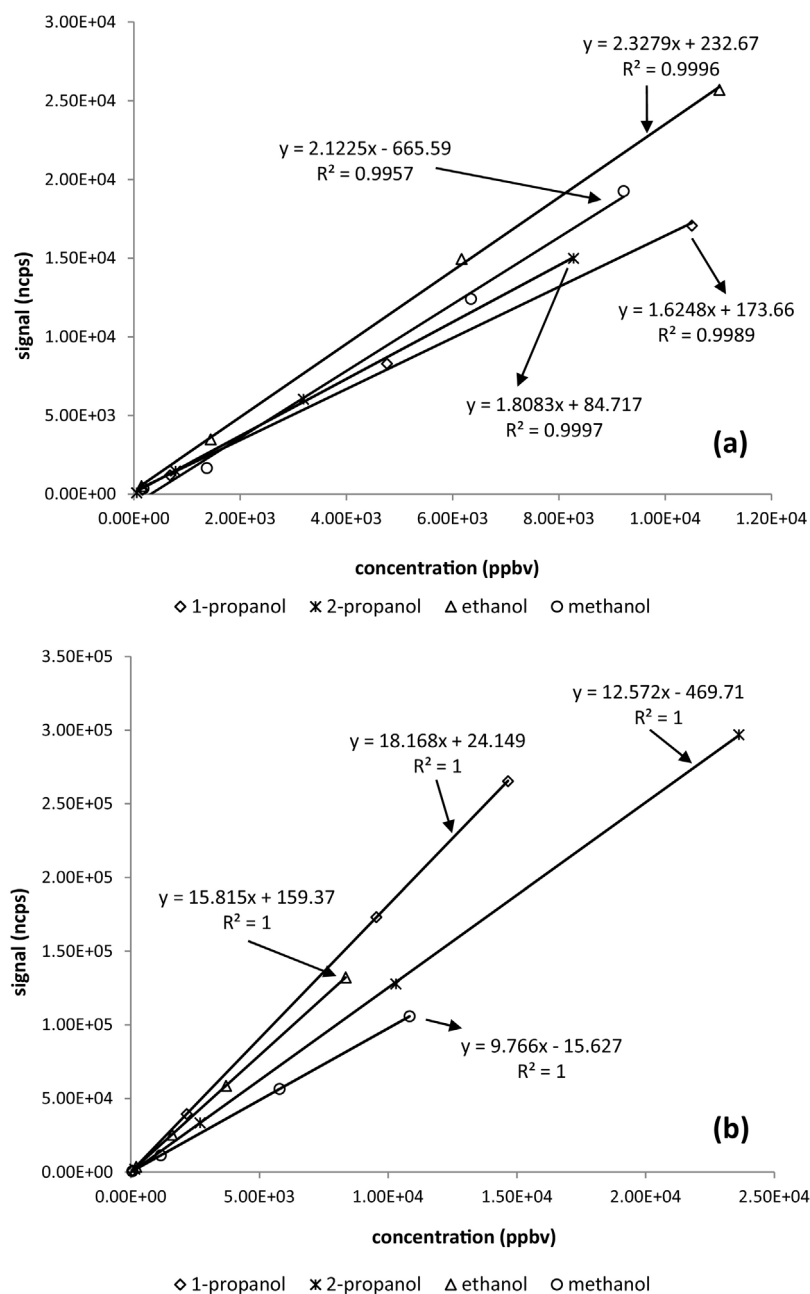 3.00E+04
2.50E+04
2.00E+04
1.50E+04
1.00E+04
5.00E+03
0.00E+00
signal (ncps)
y = 2.3279x + 232.67
R² = 0.9996
y = 2.1225x - 665.59
R² = 0.9957
y = 1.6248x + 173.66
R² = 0.9989
y = 1.8083x + 84.717
R² = 0.9997
(a)
0.00E+00 2.00E+03 4.00E+03 6.00E+03 8.00E+03 1.00E+04 1.20E+04
concentration (ppbv)
1-propanol 2-propanol ethanol methanol
3.50E+05
3.00E+05
2.50E+05
2.00E+05
1.50E+05
1.00E+05
5.00E+04
0.00E+00
signal (ncps)
y = 12.572x - 469.71
R² = 1
y = 18.168x + 24.149
R² = 1
y = 15.815x + 159.37
R² = 1
y = 9.766x - 15.627
R² = 1
(b)
0.00E+00 5.00E+03 1.00E+04 1.50E+04 2.00E+04 2.50E+04
concentration (ppbv)
1-propanol 2-propanol ethanol methanol